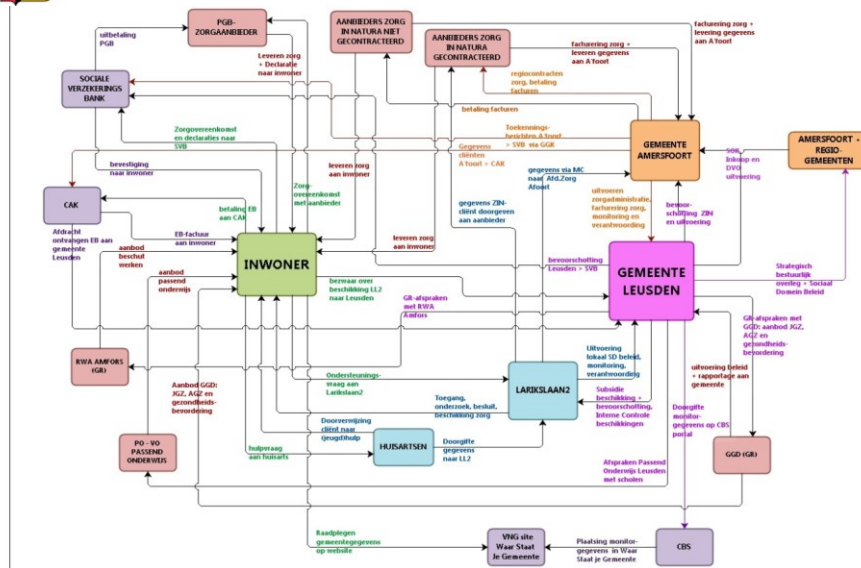 PGB-
ZORGAANBIEDER
AANBIEDERS ZORG
IN NATURA NIET
GECONTRACTEERD
AANBIEDERS ZORG
IN NATURA
GECONTRACTEERD
uitbetaling
PGB
Leveren zorg
+ Declaratie
naar inwoner
facturering zorg +
levering gegevens
aan A'foort
facturering zorg +
leveren gegevens
aan A'foort
SOCIALE
VERZEKERINGS
BANK
regiocontracten
zorg, betaling
facturen
betaling facturen
Zorgovereenkomst
en declaraties naar
SVB
Toekennings-
berichten A'foort
> SVB via GGK
GEMEENTE
AMERSFOORT
AMERSFOORT +
REGIO-
GEMEENTEN
Gegevens
cliënten
A'foort > CAK
SOK,
Inkoop en
DVO
uitvoering
bevestiging
naar inwoner
leveren zorg
aan inwoner
gegevens via MC
naar Afd.Zorg
Afoort
Zorg-
overeenkomst
met aanbieder
CAK
betaling EB
aan CAK
gegevens ZIN-
cliënt doorgeven
aan aanbieder
uitvoeren
zorgadministratie,
facturering zorg,
monitoring en
verantwoording
bevoor-
schotting ZIN
en uitvoering
Afdracht
ontvangen EB aan
gemeente
Leusden
EB-factuur
aan inwoner
leveren zorg
aan inwoner
aanbod
beschut
werken
INWONER
bevoorschotting
Leusden > SVB
GEMEENTE
LEUSDEN
Strategisch
bestuurlijk
overleg + Sociaal
Domein Beleid
aanbod
passend
onderwijs
bezwaar over
beschikking LL2
naar Leusden
GR-afspraken
met RWA
Amfors
GR-afspraken met
GGD: aanbod JGZ,
AGZ en
gezondheids-
bevordering
RWA AMFORS
(GR)
Aanbod GGD:
JGZ, AGZ en
gezondheids-
bevordering
Ondersteunings-
vraag aan
Larikslaan2
LARIKSLAAN2
Uitvoering
lokaal SD beleid,
monitoring,
verantwoording
uitvoering beleid
+ rapportage aan
gemeente
Toegang,
onderzoek, besluit,
beschikking zorg
Subsidie
beschikking +
bevoorschotting,
Interne Controle
beschikkingen
Doorgifte
monitor-
gegevens op CBS
portal
Doorverwijzing
cliënt naar
(jeugd)hulp
PO - VO
PASSEND
ONDERWIJS
hulpvraag
aan huisarts
HUISARTSEN
Doorgifte
gegevens
naar LL2
GGD (GR)
Afspraken Passend
Onderwijs Leusden
met scholen
Raadplegen
gemeentegegevens
op website
VNG site
Waar Staat
Je Gemeente
Plaatsing monitor-
gegevens in Waar
Staat je Gemeente
CBS